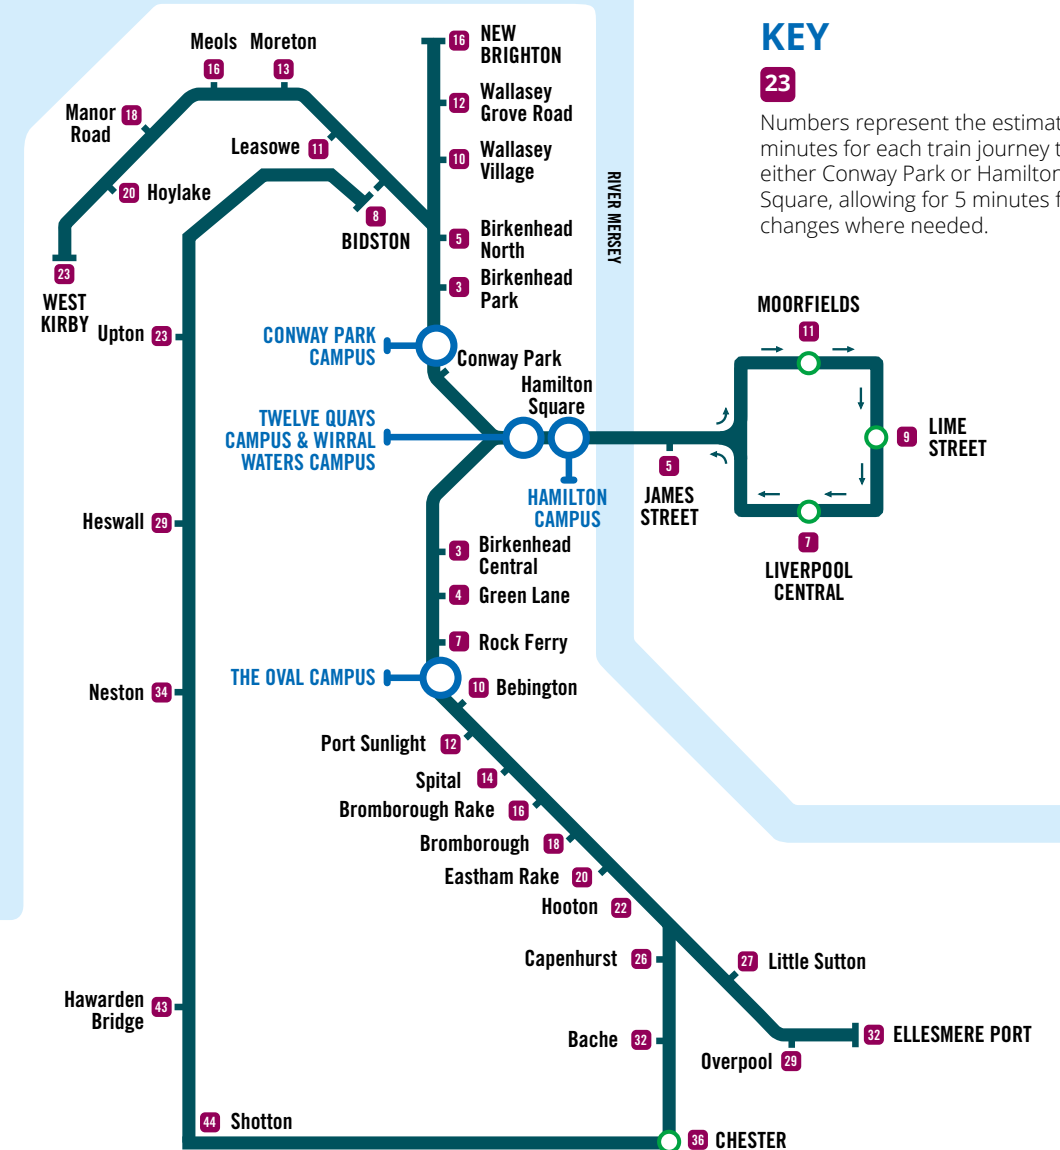 KEY
23
Numbers represent the estimat
minutes for each train journey t
either Conway Park or Hamilton
Square, allowing for 5 minutes f
changes where needed.
Meols
16
Moreton
13
Manor
Road
18
Leasowe
11
20
Hoylake
23
WEST
KIRBY
8
BIDSTON
16
NEW
BRIGHTON
12
Wallasey
Grove Road
10
Wallasey
Village
5
Birkenhead
North
3
Birkenhead
Park
RIVER MERSEY
CONWAY PARK
CAMPUS
Conway Park
Hamilton
Square
TWELVE QUAYS
CAMPUS & WIRRAL
WATERS CAMPUS
HAMILTON
CAMPUS
5
JAMES
STREET
MOORFIELDS
11
9
LIME
STREET
7
LIVERPOOL
CENTRAL
Upton
23
Heswall
29
Neston
34
Hawarden
Bridge
43
44
Shotton
3
Birkenhead
Central
4
Green Lane
7
Rock Ferry
THE OVAL CAMPUS
10
Bebington
Port Sunlight
12
Spital
14
Bromborough Rake
16
Bromborough
18
Eastham Rake
20
Hooton
22
Capenhurst
26
Bache
32
27
Little Sutton
Overpool
29
32
ELLESMERE PORT
36
CHESTER